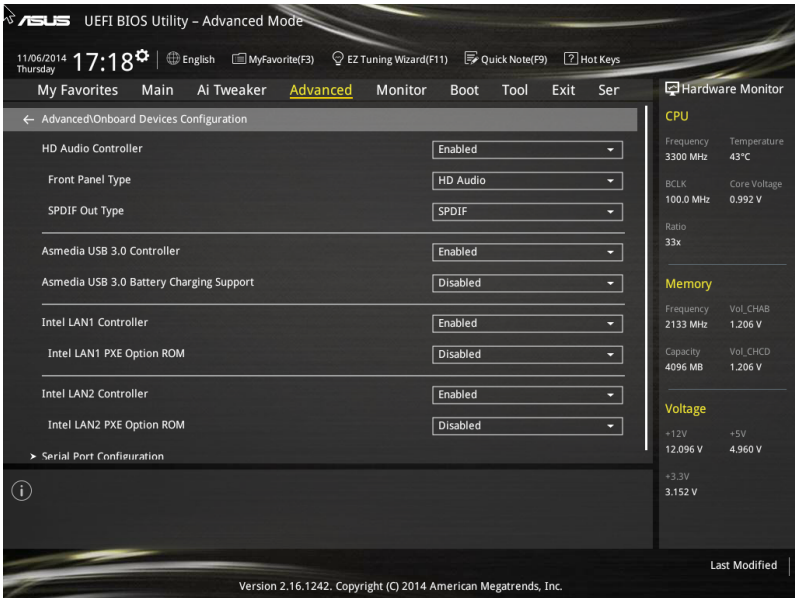 ASUS UEFI BIOS Utility – Advanced Mode
11/06/2014
Thursday
17:18
English MyFavorite(F3) EZ Tuning Wizard(F11) Quick Note(F9) ? Hot Keys
My Favorites Main Ai Tweaker Advanced Monitor Boot Tool Exit Ser
← Advanced\Onboard Devices Configuration
HD Audio Controller Enabled
Front Panel Type HD Audio
SPDIF Out Type SPDIF
Asmedia USB 3.0 Controller Enabled
Asmedia USB 3.0 Battery Charging Support Disabled
Intel LAN1 Controller Enabled
Intel LAN1 PXE Option ROM Disabled
Intel LAN2 Controller Enabled
Intel LAN2 PXE Option ROM Disabled
Serial Port Configuration
Hardware Monitor
CPU
Frequency Temperature
3300 MHz 43°C
BCLK Core Voltage
100.0 MHz 0.992 V
Ratio
33x
Memory
Frequency Vol_CHAB
2133 MHz 1.206 V
Capacity Vol_CHCD
4096 MB 1.206 V
Voltage
+12V +5V
12.096 V 4.960 V
+3.3V
3.152 V
Last Modified
Version 2.16.1242. Copyright (C) 2014 American Megatrends, Inc.